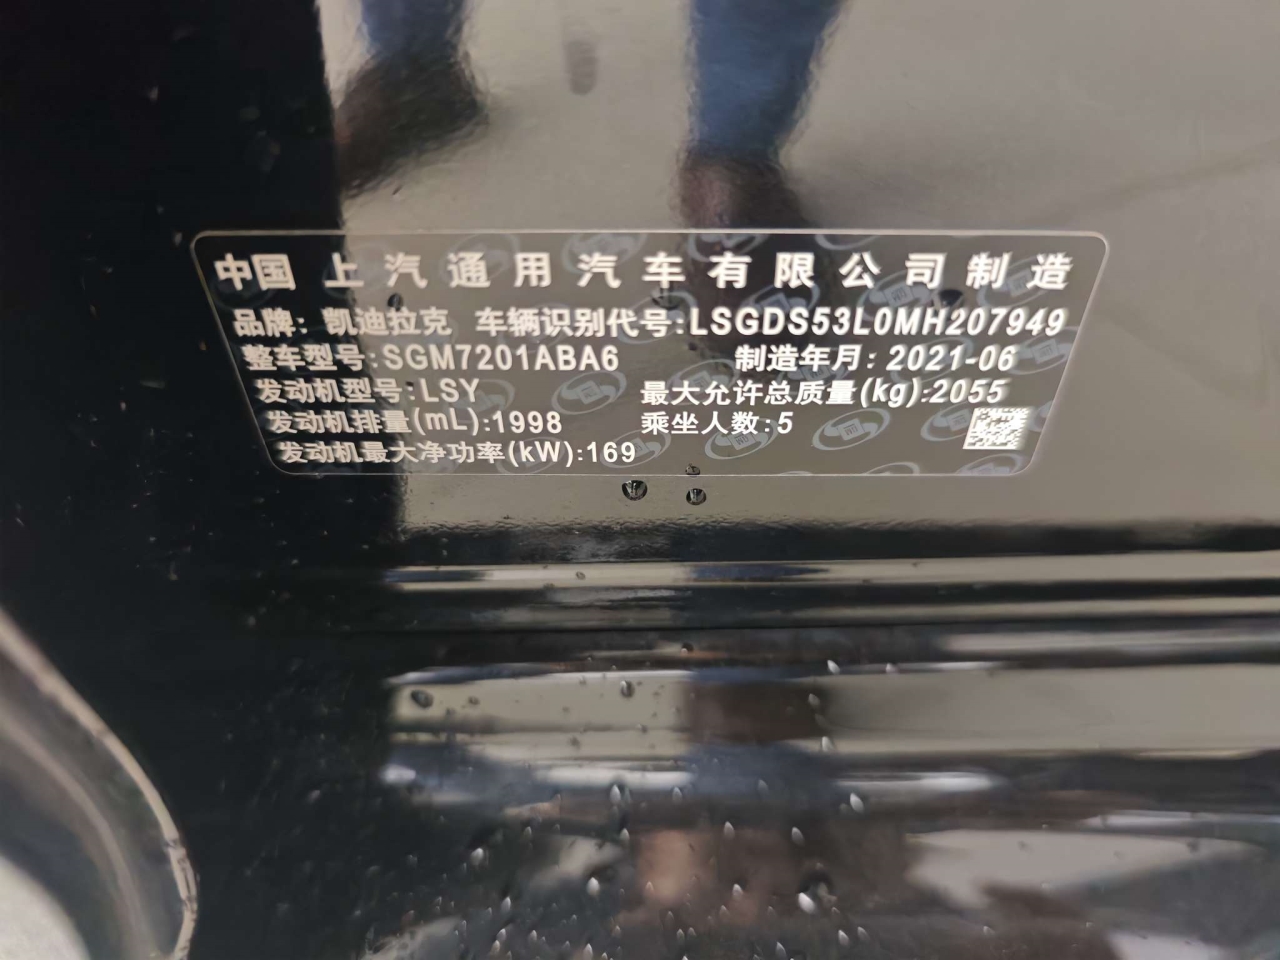 中国上汽通用汽车有限公司制造
品牌: 凯迪拉克 车辆识别代号:LSGDS53L0MH207949
整车型号:SGM7201ABA6 制造年月: 2021-06
发动机型号:LSY 最大允许总质量(kg):2055
发动机排量(mL):1998 乘坐人数:5
发动机最大净功率(kW):169